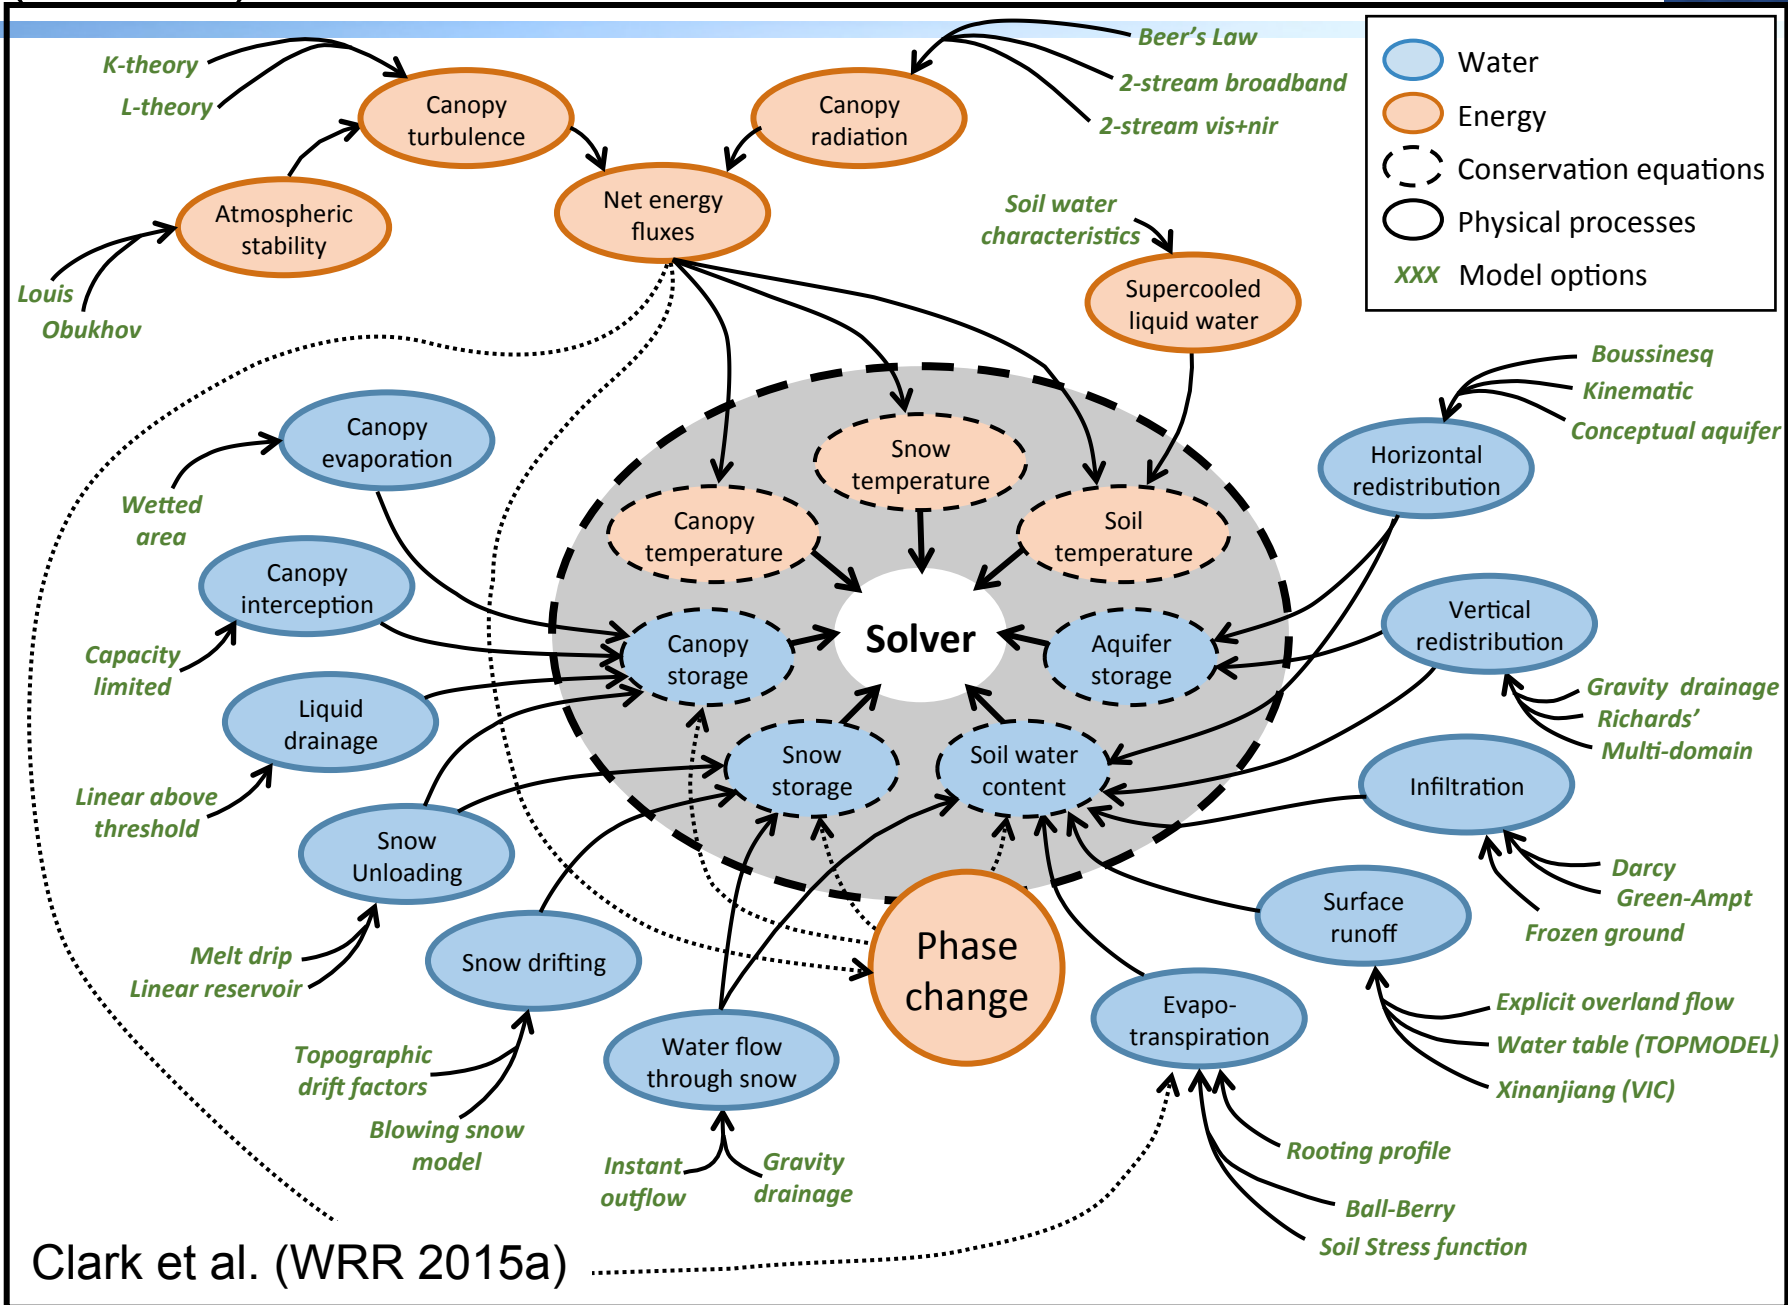 K-theory
L-theory
Canopy
turbulence
Canopy
radiation
Beer's Law
2-stream broadband
2-stream vis+nir
Water
Energy
Conservation equations
Physical processes
XXX Model options
Atmospheric
stability
Net energy
fluxes
Soil water
characteristics
Louis
Obukhov
Supercooled
liquid water
Boussinesq
Kinematic
Conceptual aquifer
Canopy
evaporation
Snow
temperature
Horizontal
redistribution
Wetted
area
Canopy
temperature
Soil
temperature
Canopy
interception
Vertical
redistribution
Capacity
limited
Canopy
storage
Solver
Aquifer
storage
Gravity drainage
Richards'
Multi-domain
Liquid
drainage
Snow
storage
Soil water
content
Infiltration
Linear above
threshold
Snow
Unloading
Darcy
Green-Ampt
Frozen ground
Surface
runoff
Melt drip
Linear reservoir
Snow drifting
Phase
change
Evapo-
transpiration
Explicit overland flow
Water table (TOPMODEL)
Xinanjiang (VIC)
Topographic
drift factors
Water flow
through snow
Blowing snow
model
Instant
outflow
Gravity
drainage
Rooting profile
Ball-Berry
Soil Stress function
Clark et al. (WRR 2015a)